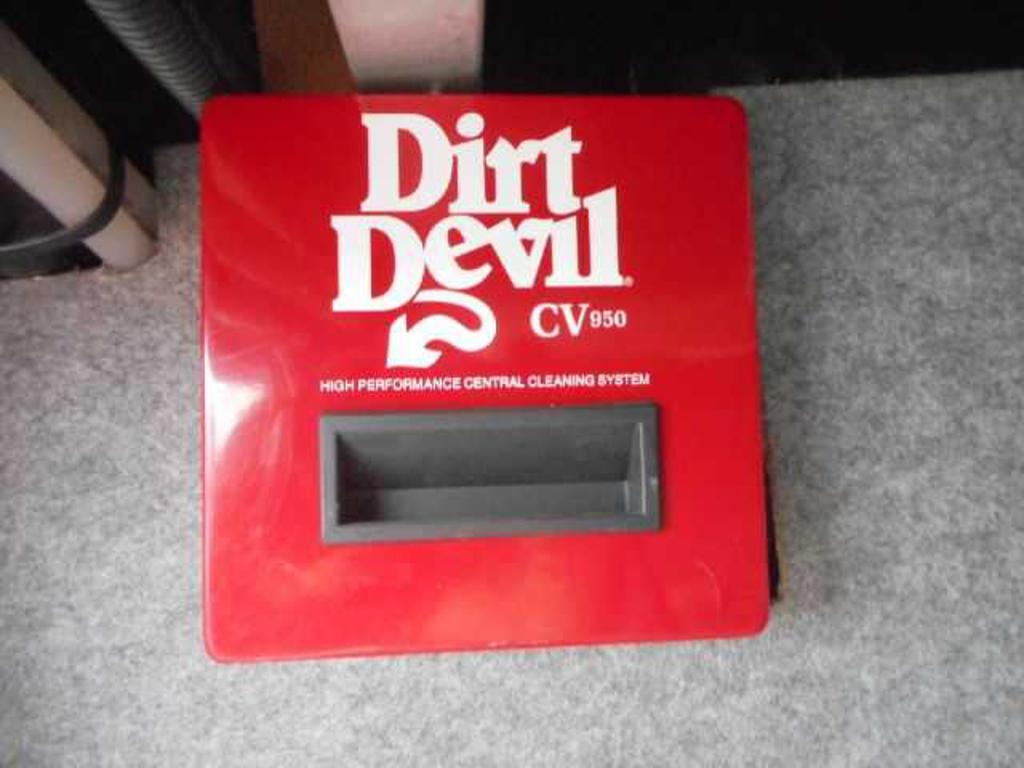 Dirt
Devil.
CV950
HIGH PERFORMANCE CENTRAL CLEANING SYSTEM